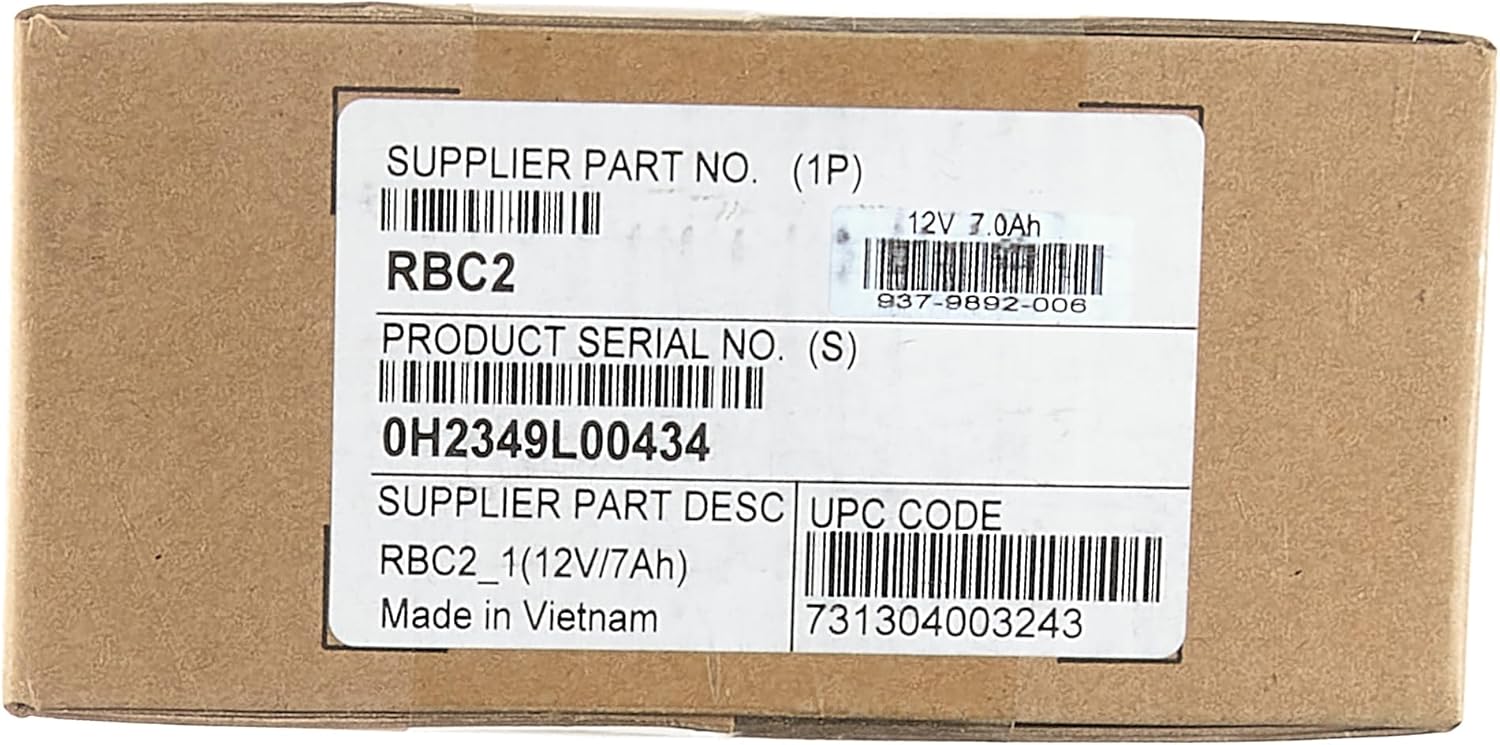 SUPPLIER PART NO. (1P)
12V 7.0Ah
RBC2
937-9892-006
PRODUCT SERIAL NO. (S)
0H2349L00434
SUPPLIER PART DESC
RBC2_1(12V/7Ah)
Made in Vietnam
UPC CODE
731304003243